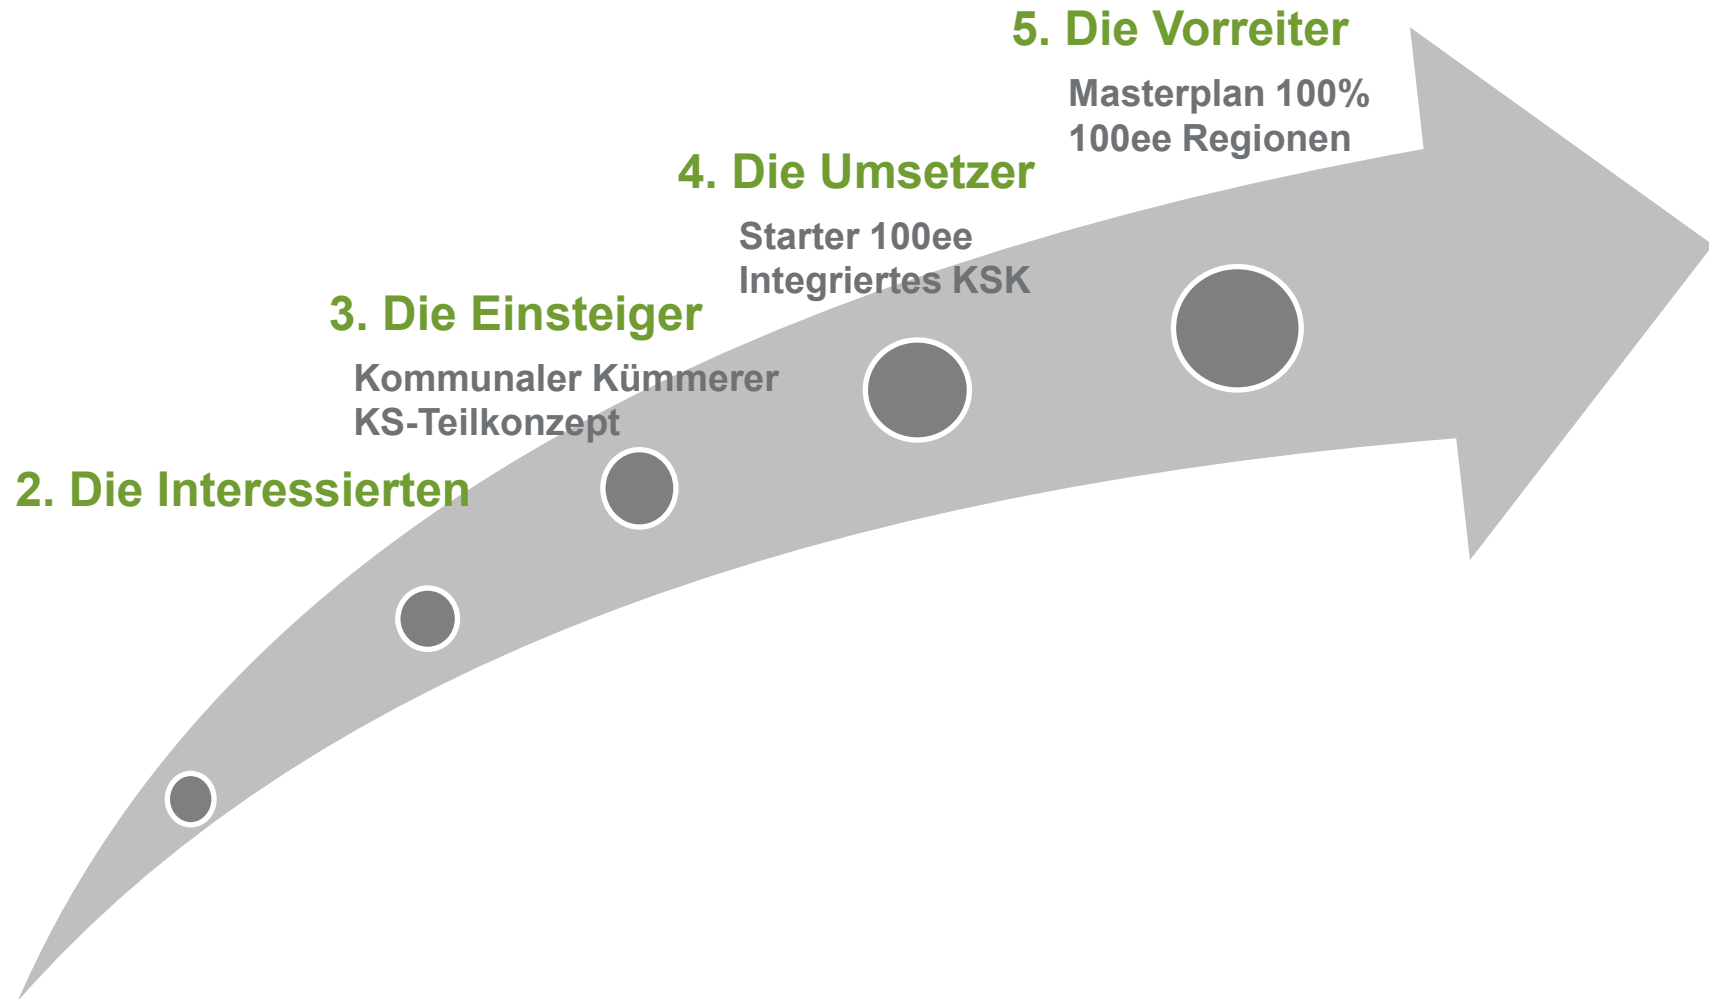 5. Die Vorreiter
Masterplan 100%
100ee Regionen
4. Die Umsetzer
Starter 100ee
Integriertes KSK
3. Die Einsteiger
Kommunaler Kümmerer
KS-Teilkonzept
2. Die Interessierten